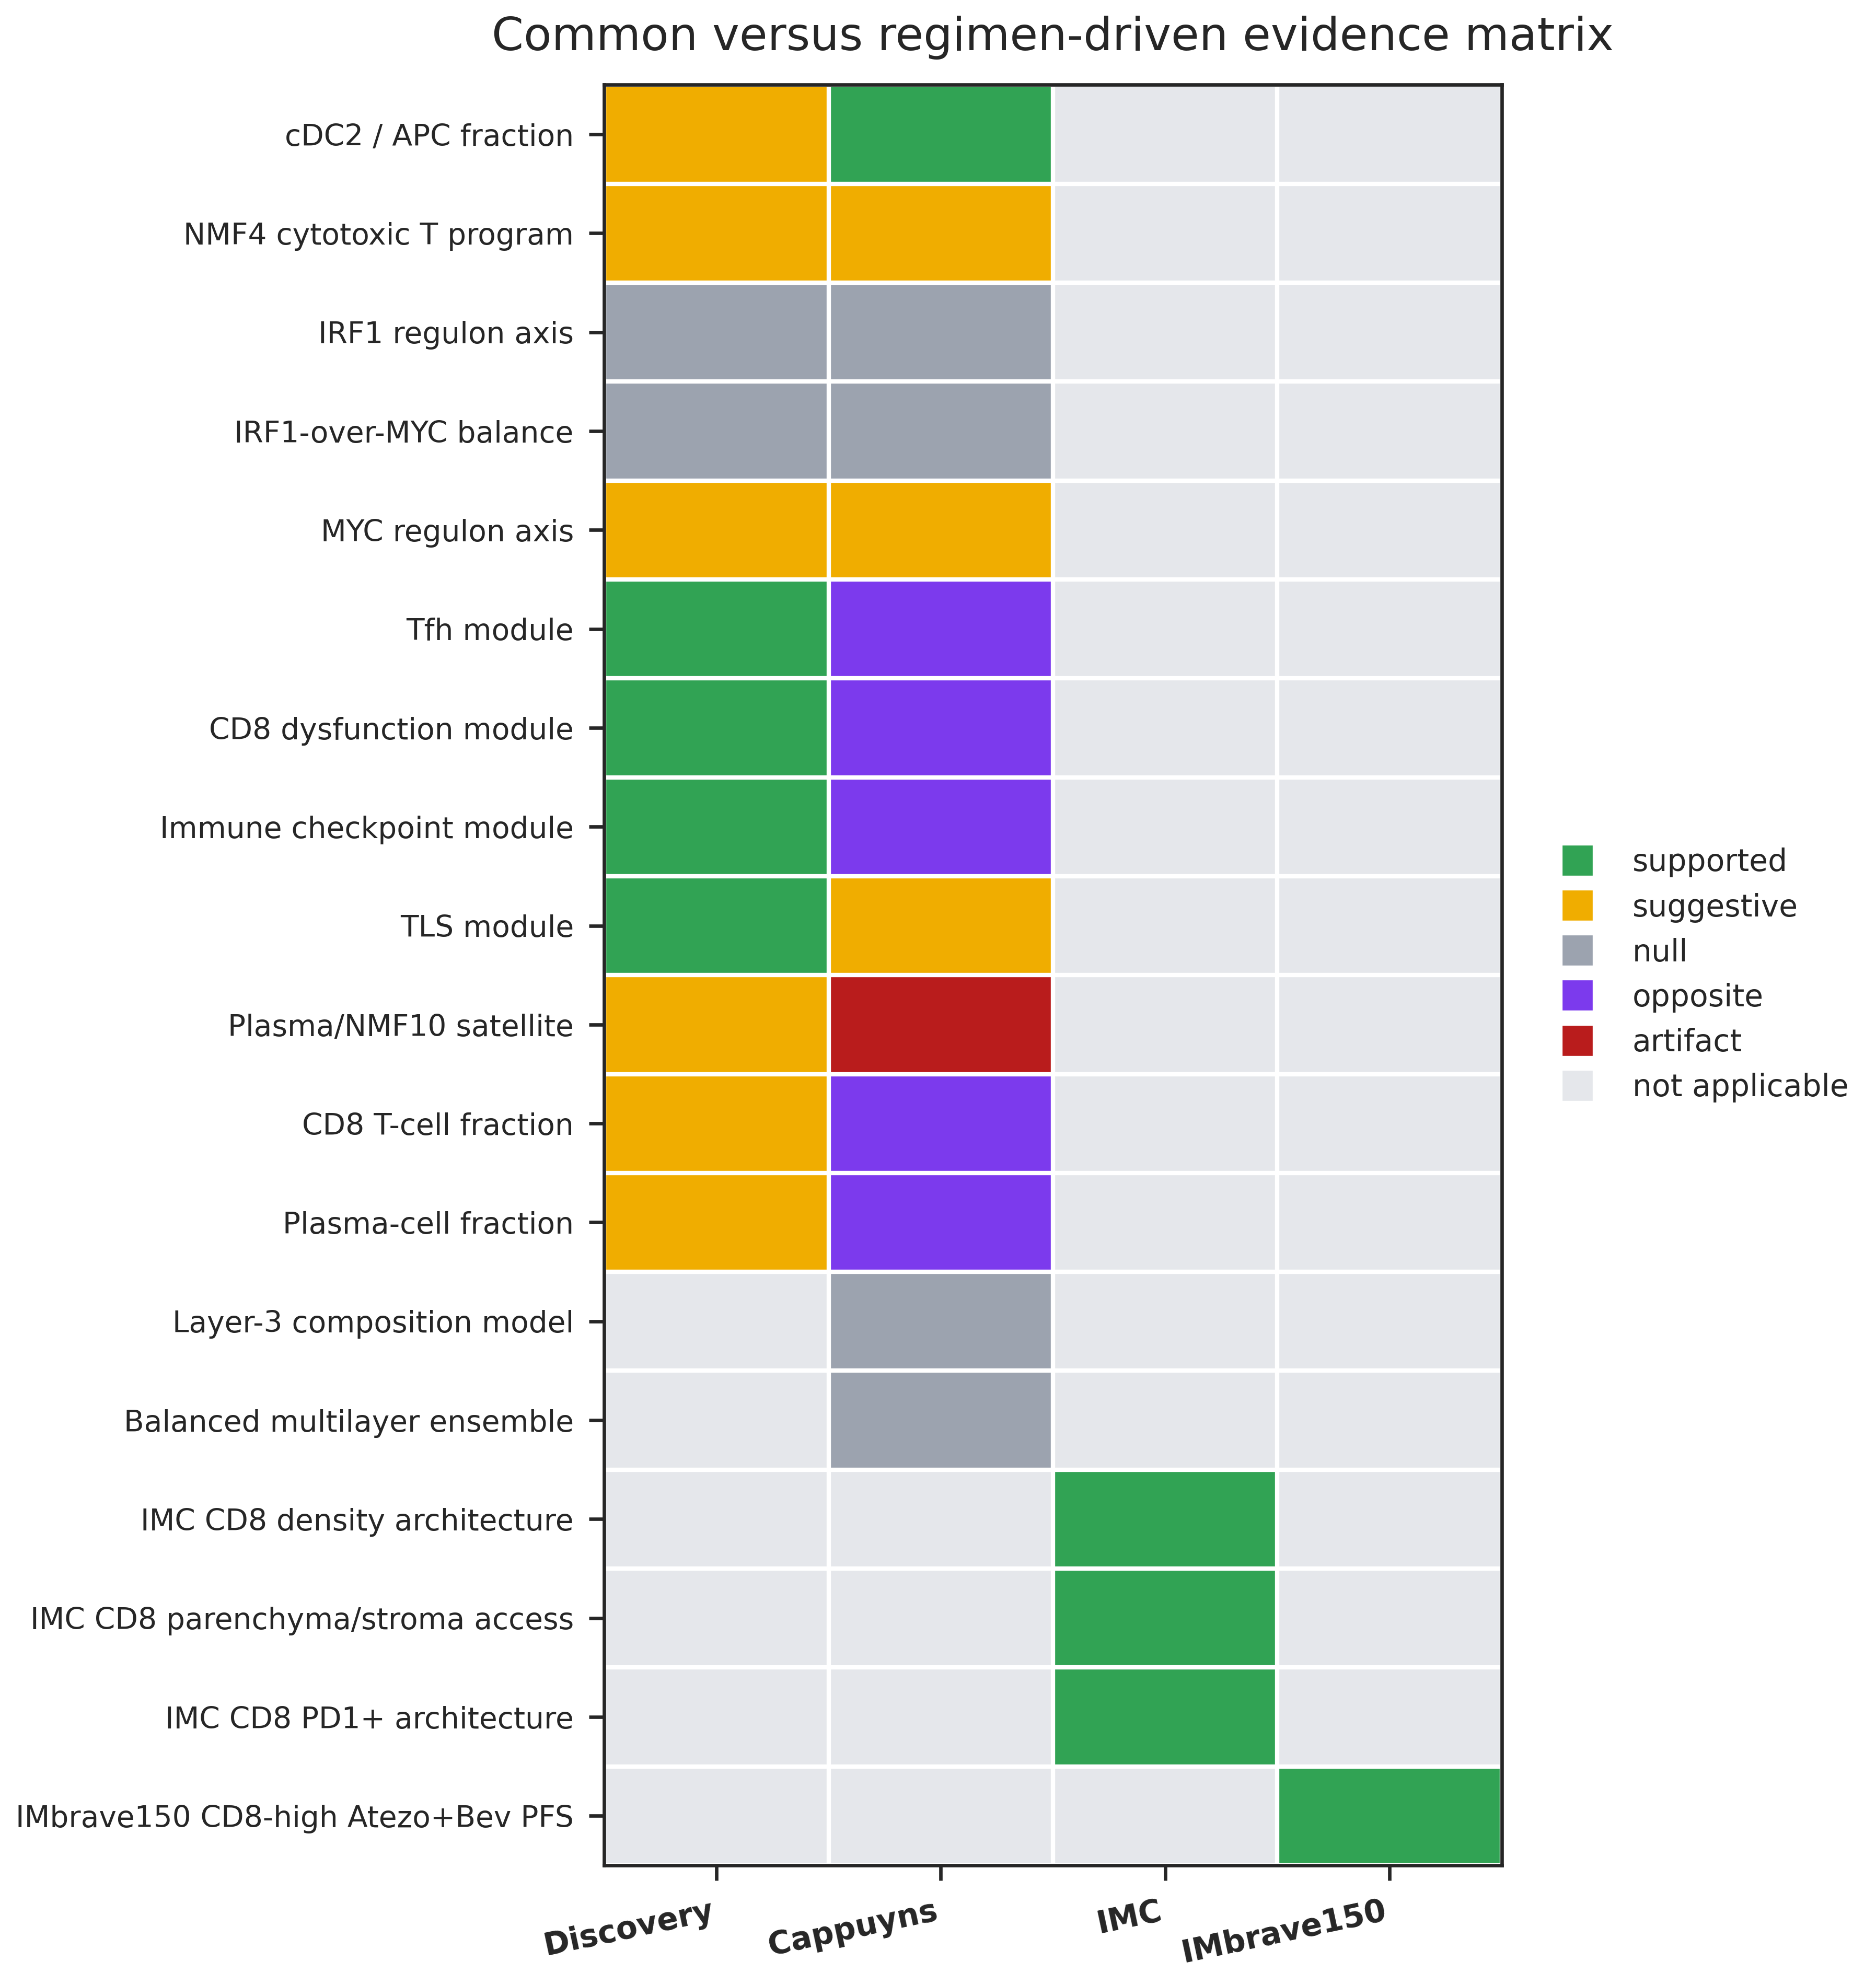 Common versus regimen-driven evidence matrix
cDC2 / APC fraction
NMF4 cytotoxic T program
IRF1 regulon axis
IRF1-over-MYC balance
MYC regulon axis
Tfh module
CD8 dysfunction module
Immune checkpoint module
TLS module
Plasma/NMF10 satellite
CD8 T-cell fraction
Plasma-cell fraction
Layer-3 composition model
Balanced multilayer ensemble
IMC CD8 density architecture
IMC CD8 parenchyma/stroma access
IMC CD8 PD1+ architecture
IMbrave150 CD8-high Atezo+Bev PFS
Discovery
Cappuyns
IMC
IMbrave150
supported
suggestive
null
opposite
artifact
not applicable